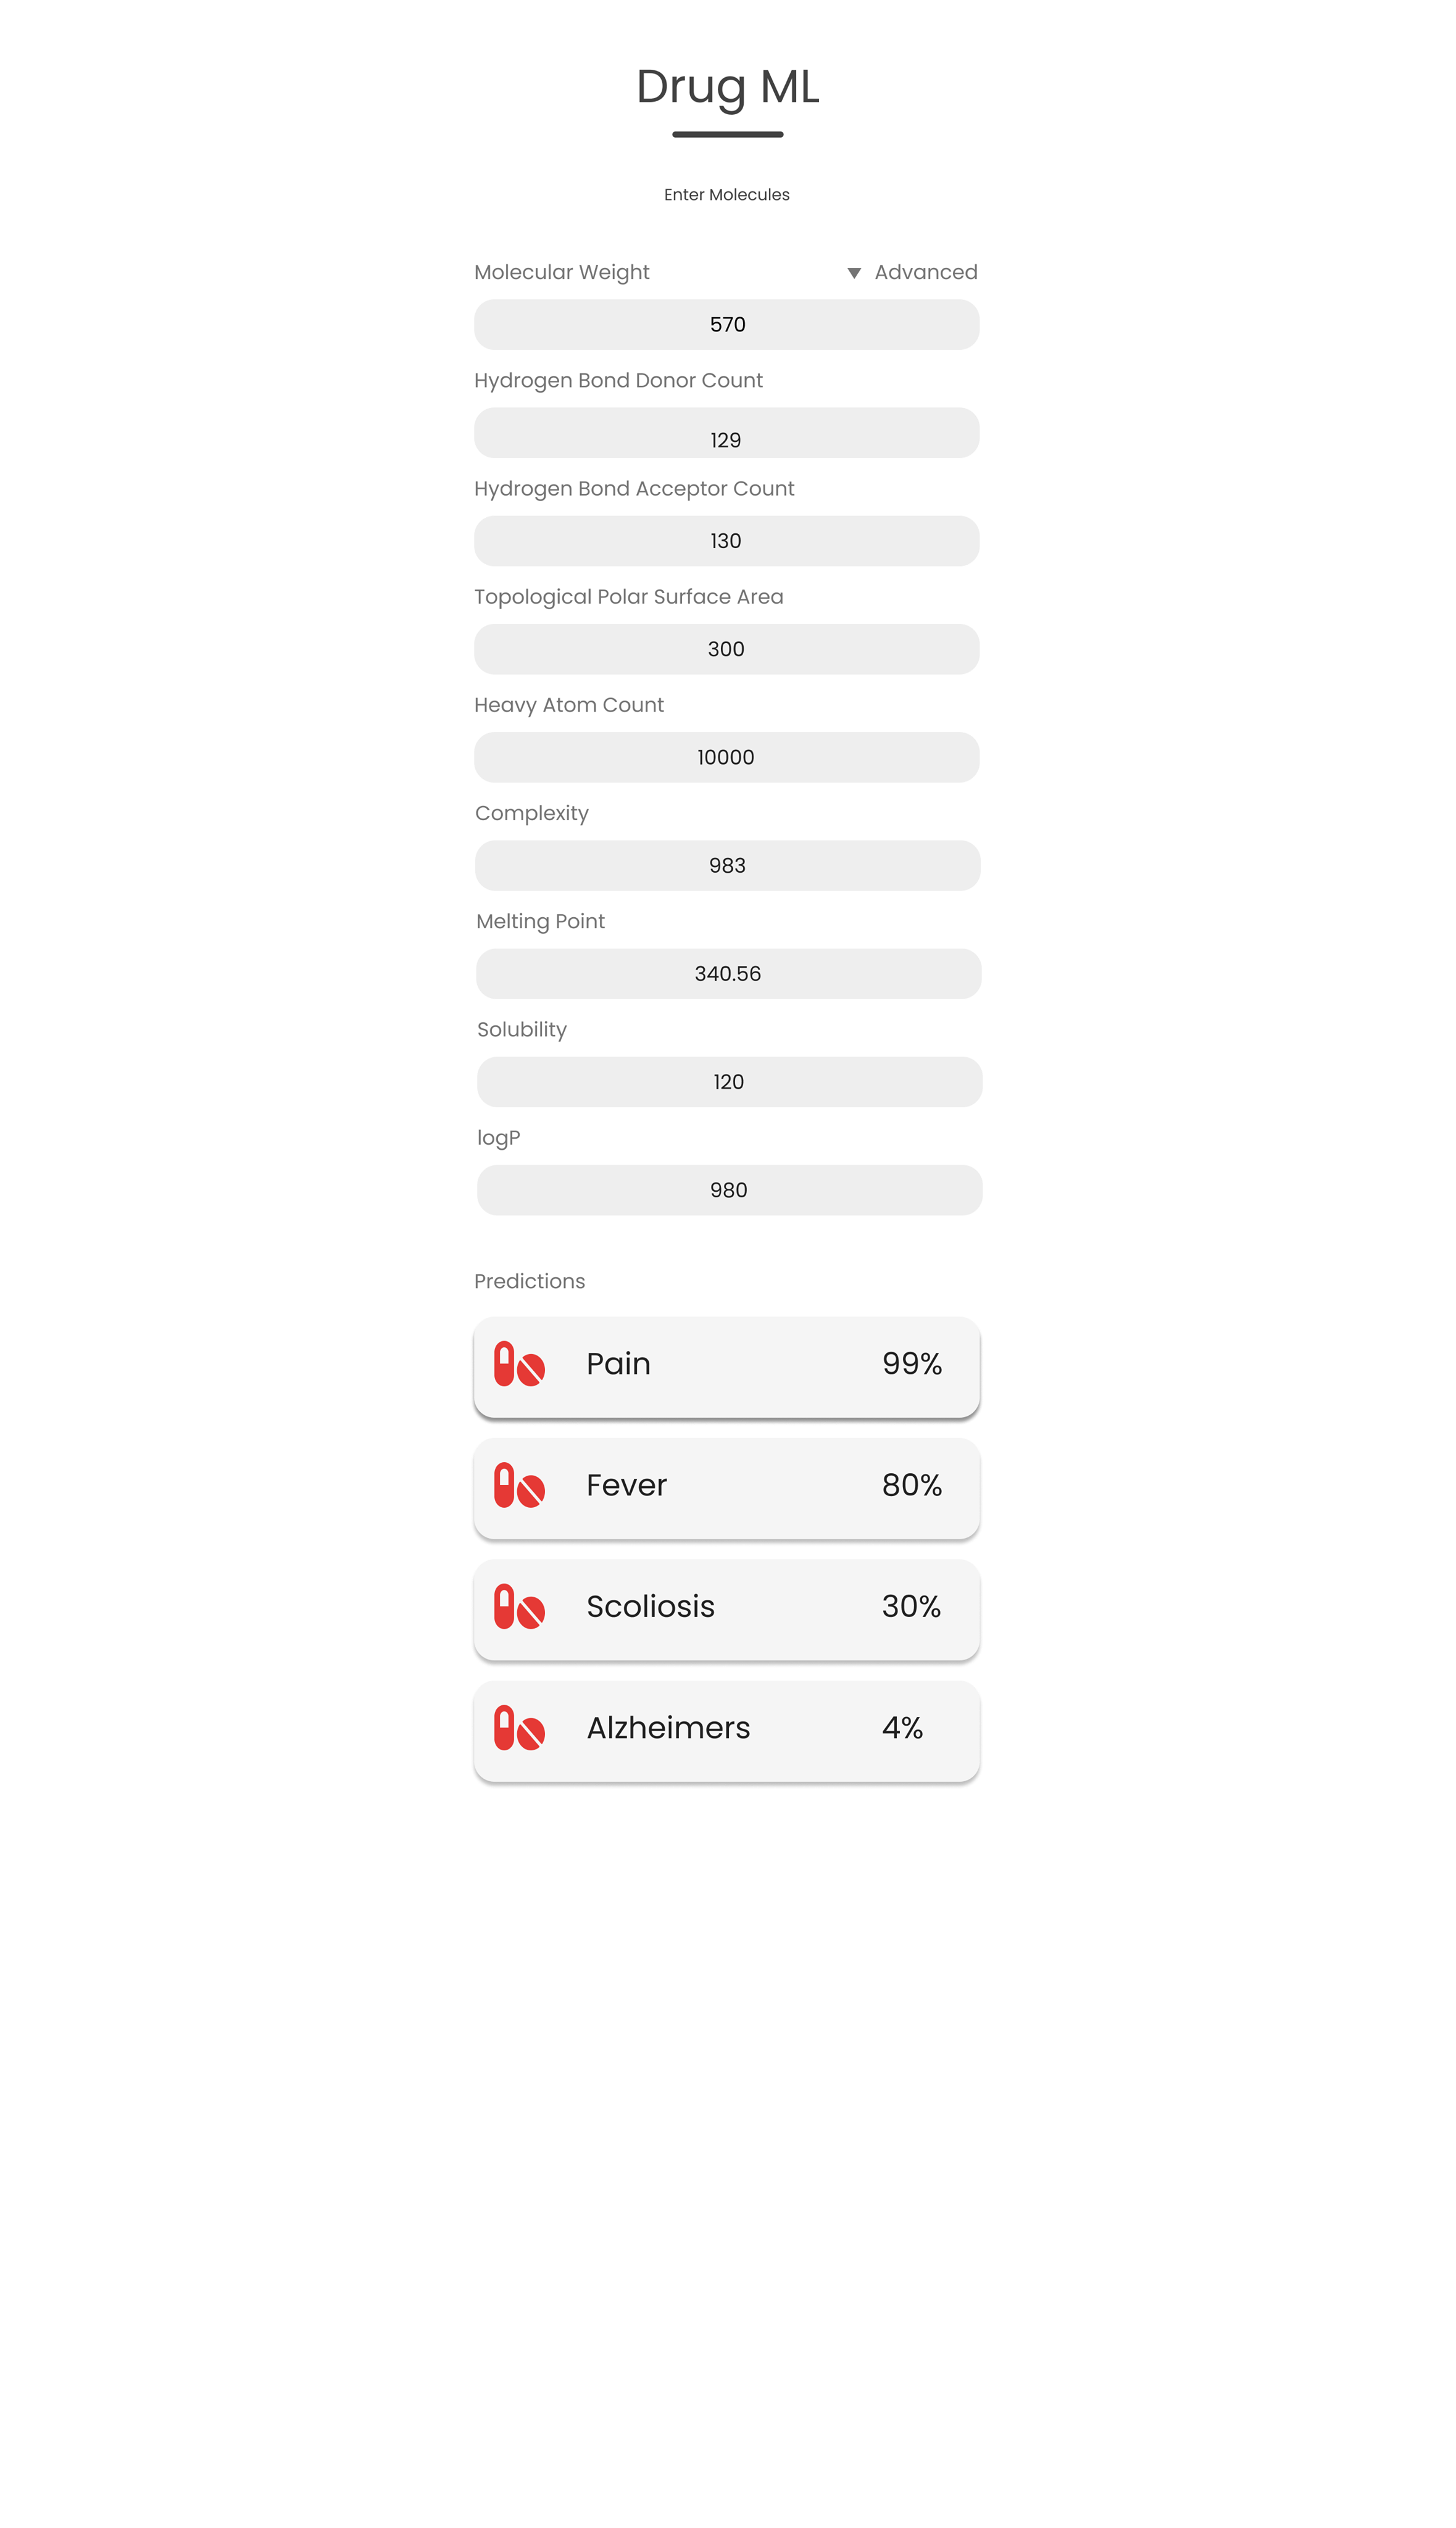 Drug ML
Enter Molecules
Molecular Weight ▼ Advanced
570
Hydrogen Bond Donor Count
129
Hydrogen Bond Acceptor Count
130
Topological Polar Surface Area
300
Heavy Atom Count
10000
Complexity
983
Melting Point
340.56
Solubility
120
logP
980
Predictions
Pain 99%
Fever 80%
Scoliosis 30%
Alzheimers 4%